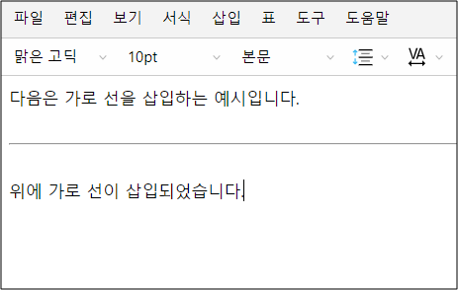 파일 편집 보기 서식 삽입 표 도구 도움말
맑은 고딕 10pt 본문 VA
다음은 가로 선을 삽입하는 예시입니다.
위에 가로 선이 삽입되었습니다.